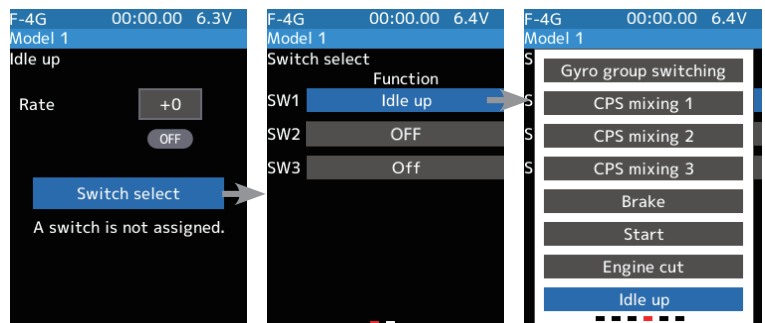 F-4G 00:00.00 6.3V
Model 1
Idle up
Rate +0
OFF
Switch select
A switch is not assigned.
F-4G 00:00.00 6.4V
Model 1
Switch select
Function
SW1 Idle up
SW2 OFF
SW3 Off
F-4G 00:00.00 6.4V
Model 1
S
Gyro group switching
S CPS mixing 1
S CPS mixing 2
S CPS mixing 3
Brake
Start
Engine cut
Idle up